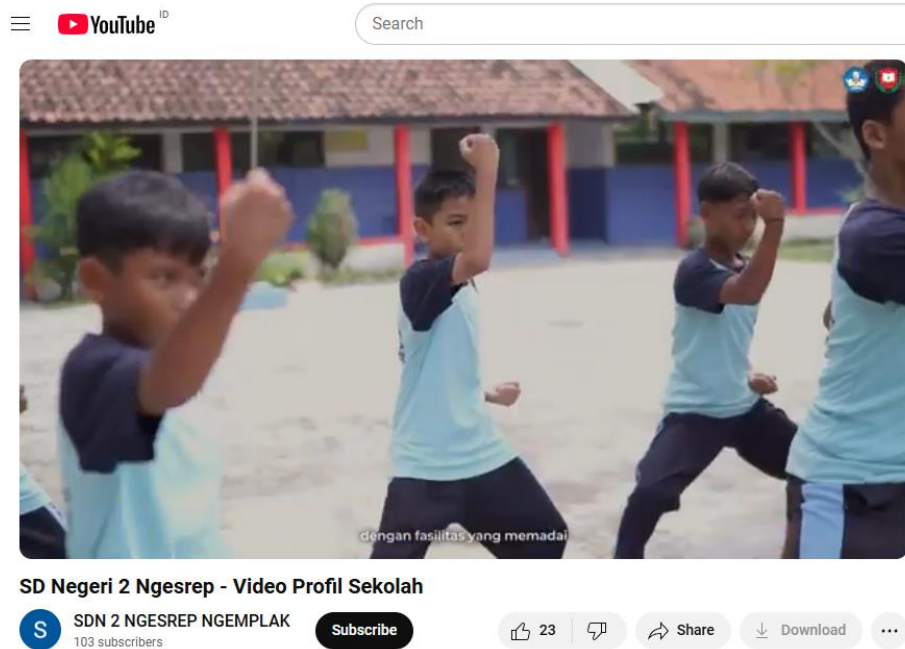 YouTube ID
Search
dengan fasilitas yang memadai
SD Negeri 2 Ngesrep - Video Profil Sekolah
S
SDN 2 NGESREP NGEMPLAK
103 subscribers
Subscribe
23
Share
Download